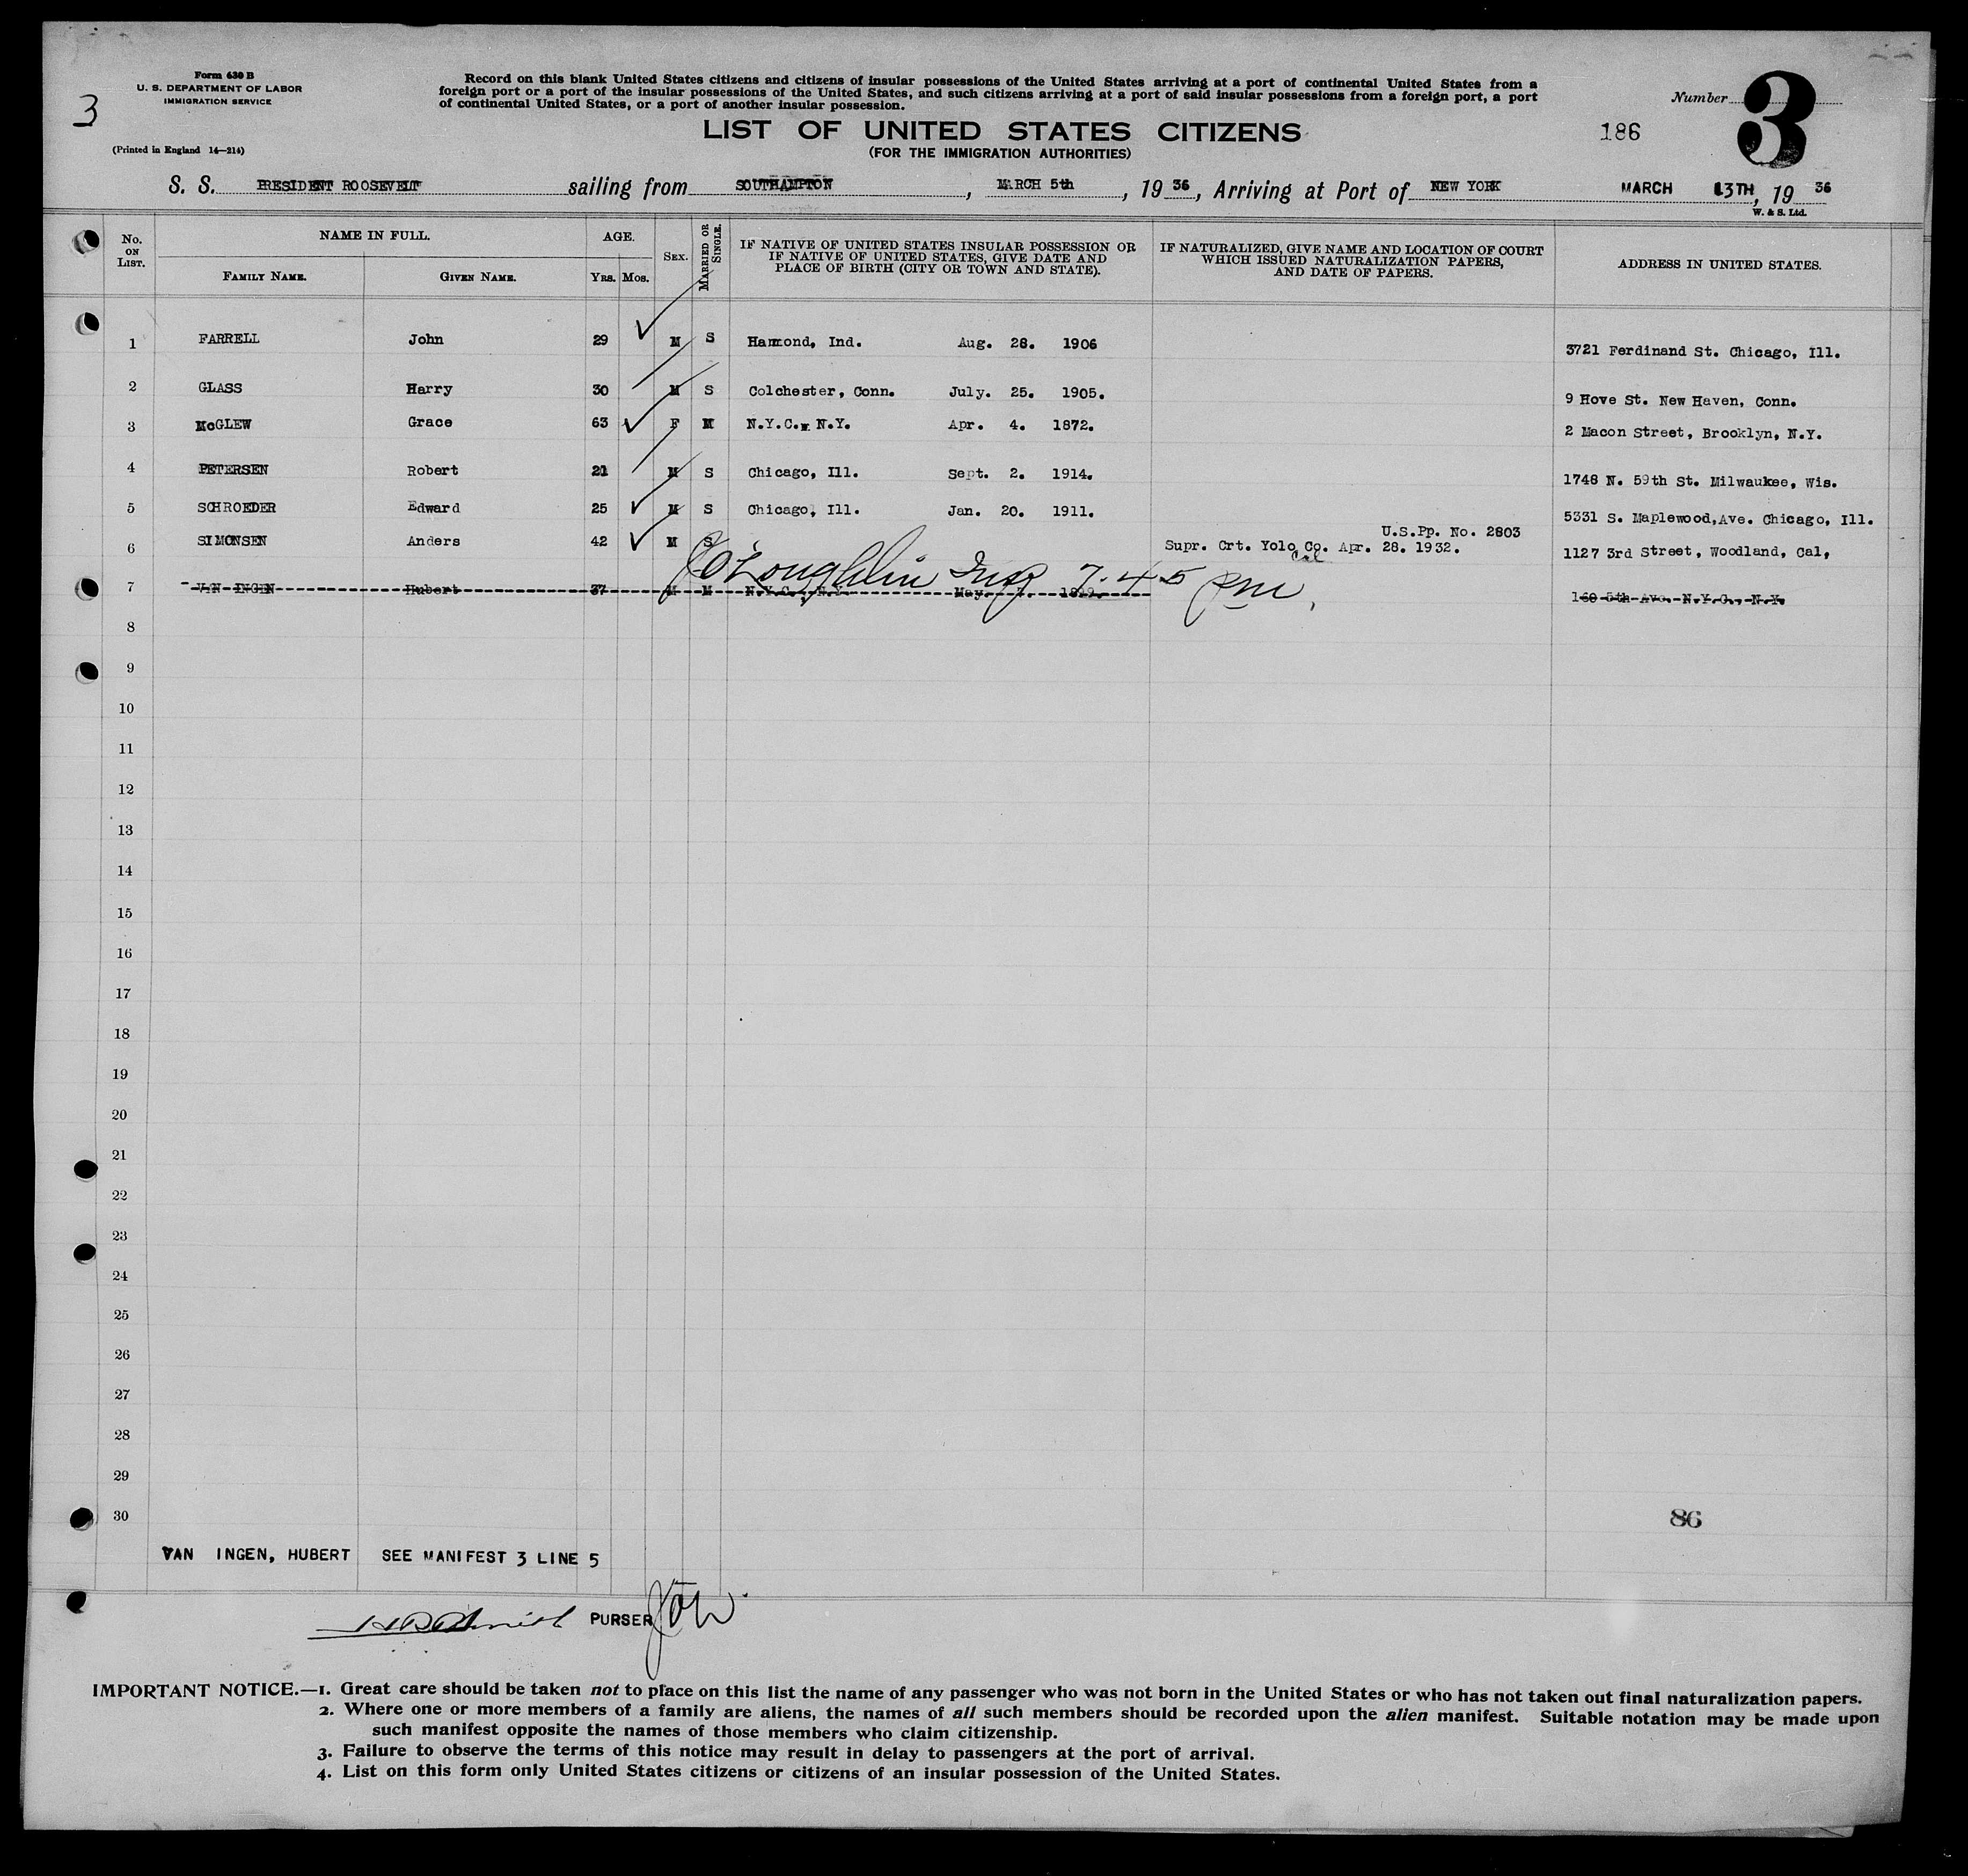 Form 630 B
U. S. DEPARTMENT OF LABOR
IMMIGRATION SERVICE
(Printed in England 14—214)
3
Record on this blank United States citizens and citizens of insular possessions of the United States arriving at a port of continental United States from a
foreign port or a port of the insular possessions of the United States, and such citizens arriving at a port of said insular possessions from a foreign port, a port
of continental United States, or a port of another insular possession.
LIST OF UNITED STATES CITIZENS
(FOR THE IMMIGRATION AUTHORITIES)
Number 3
186
S. S. PRESIDENT ROOSEVELT sailing from SOUTHAMPTON, MARCH 5th, 19 36, Arriving at Port of NEW YORK MARCH 13TH, 19 36
W. & S. Ltd.
No. ON LIST.
NAME IN FULL.
FAMILY NAME. GIVEN NAME.
AGE.
YRS. MOS.
SEX.
MARRIED OR SINGLE.
IF NATIVE OF UNITED STATES INSULAR POSSESSION OR
IF NATIVE OF UNITED STATES, GIVE DATE AND
PLACE OF BIRTH (CITY OR TOWN AND STATE).
IF NATURALIZED, GIVE NAME AND LOCATION OF COURT
WHICH ISSUED NATURALIZATION PAPERS,
AND DATE OF PAPERS.
ADDRESS IN UNITED STATES.
1 FARRELL John 29 M S Hammond, Ind. Aug. 28. 1906 3721 Ferdinand St. Chicago, Ill.
2 GLASS Harry 30 M S Colchester, Conn. July. 25. 1905. 9 Hove St. New Haven, Conn.
3 McGLEW Grace 63 F M N.Y.C., N.Y. Apr. 4. 1872. 2 Macon Street, Brooklyn, N.Y.
4 PETERSEN Robert 21 M S Chicago, Ill. Sept. 2. 1914. 1748 N. 59th St. Milwaukee, Wis.
5 SCHROEDER Edward 25 M S Chicago, Ill. Jan. 20. 1911. 5331 S. Maplewood,Ave. Chicago, Ill.
U.S.Pp. No. 2803
6 SIMONSEN Anders 42 M S Supr. Crt. Yolo Co. Apr. 28. 1932. 1127 3rd Street, Woodland, Cal,
Cal
O'Loughlin Insp 7.45 pm
7 VAN INGEN Hubert 37 M M N.Y.C., N.Y. May. 7. 1899. 160 5th Ave. N.Y.C., N.Y.
8
9
10
11
12
13
14
15
16
17
18
19
20
21
22
23
24
25
26
27
28
29
30
86
VAN INGEN, HUBERT SEE MANIFEST 3 LINE 5
PURSER
IMPORTANT NOTICE.—1. Great care should be taken not to place on this list the name of any passenger who was not born in the United States or who has not taken out final naturalization papers.
2. Where one or more members of a family are aliens, the names of all such members should be recorded upon the alien manifest. Suitable notation may be made upon
such manifest opposite the names of those members who claim citizenship.
3. Failure to observe the terms of this notice may result in delay to passengers at the port of arrival.
4. List on this form only United States citizens or citizens of an insular possession of the United States.